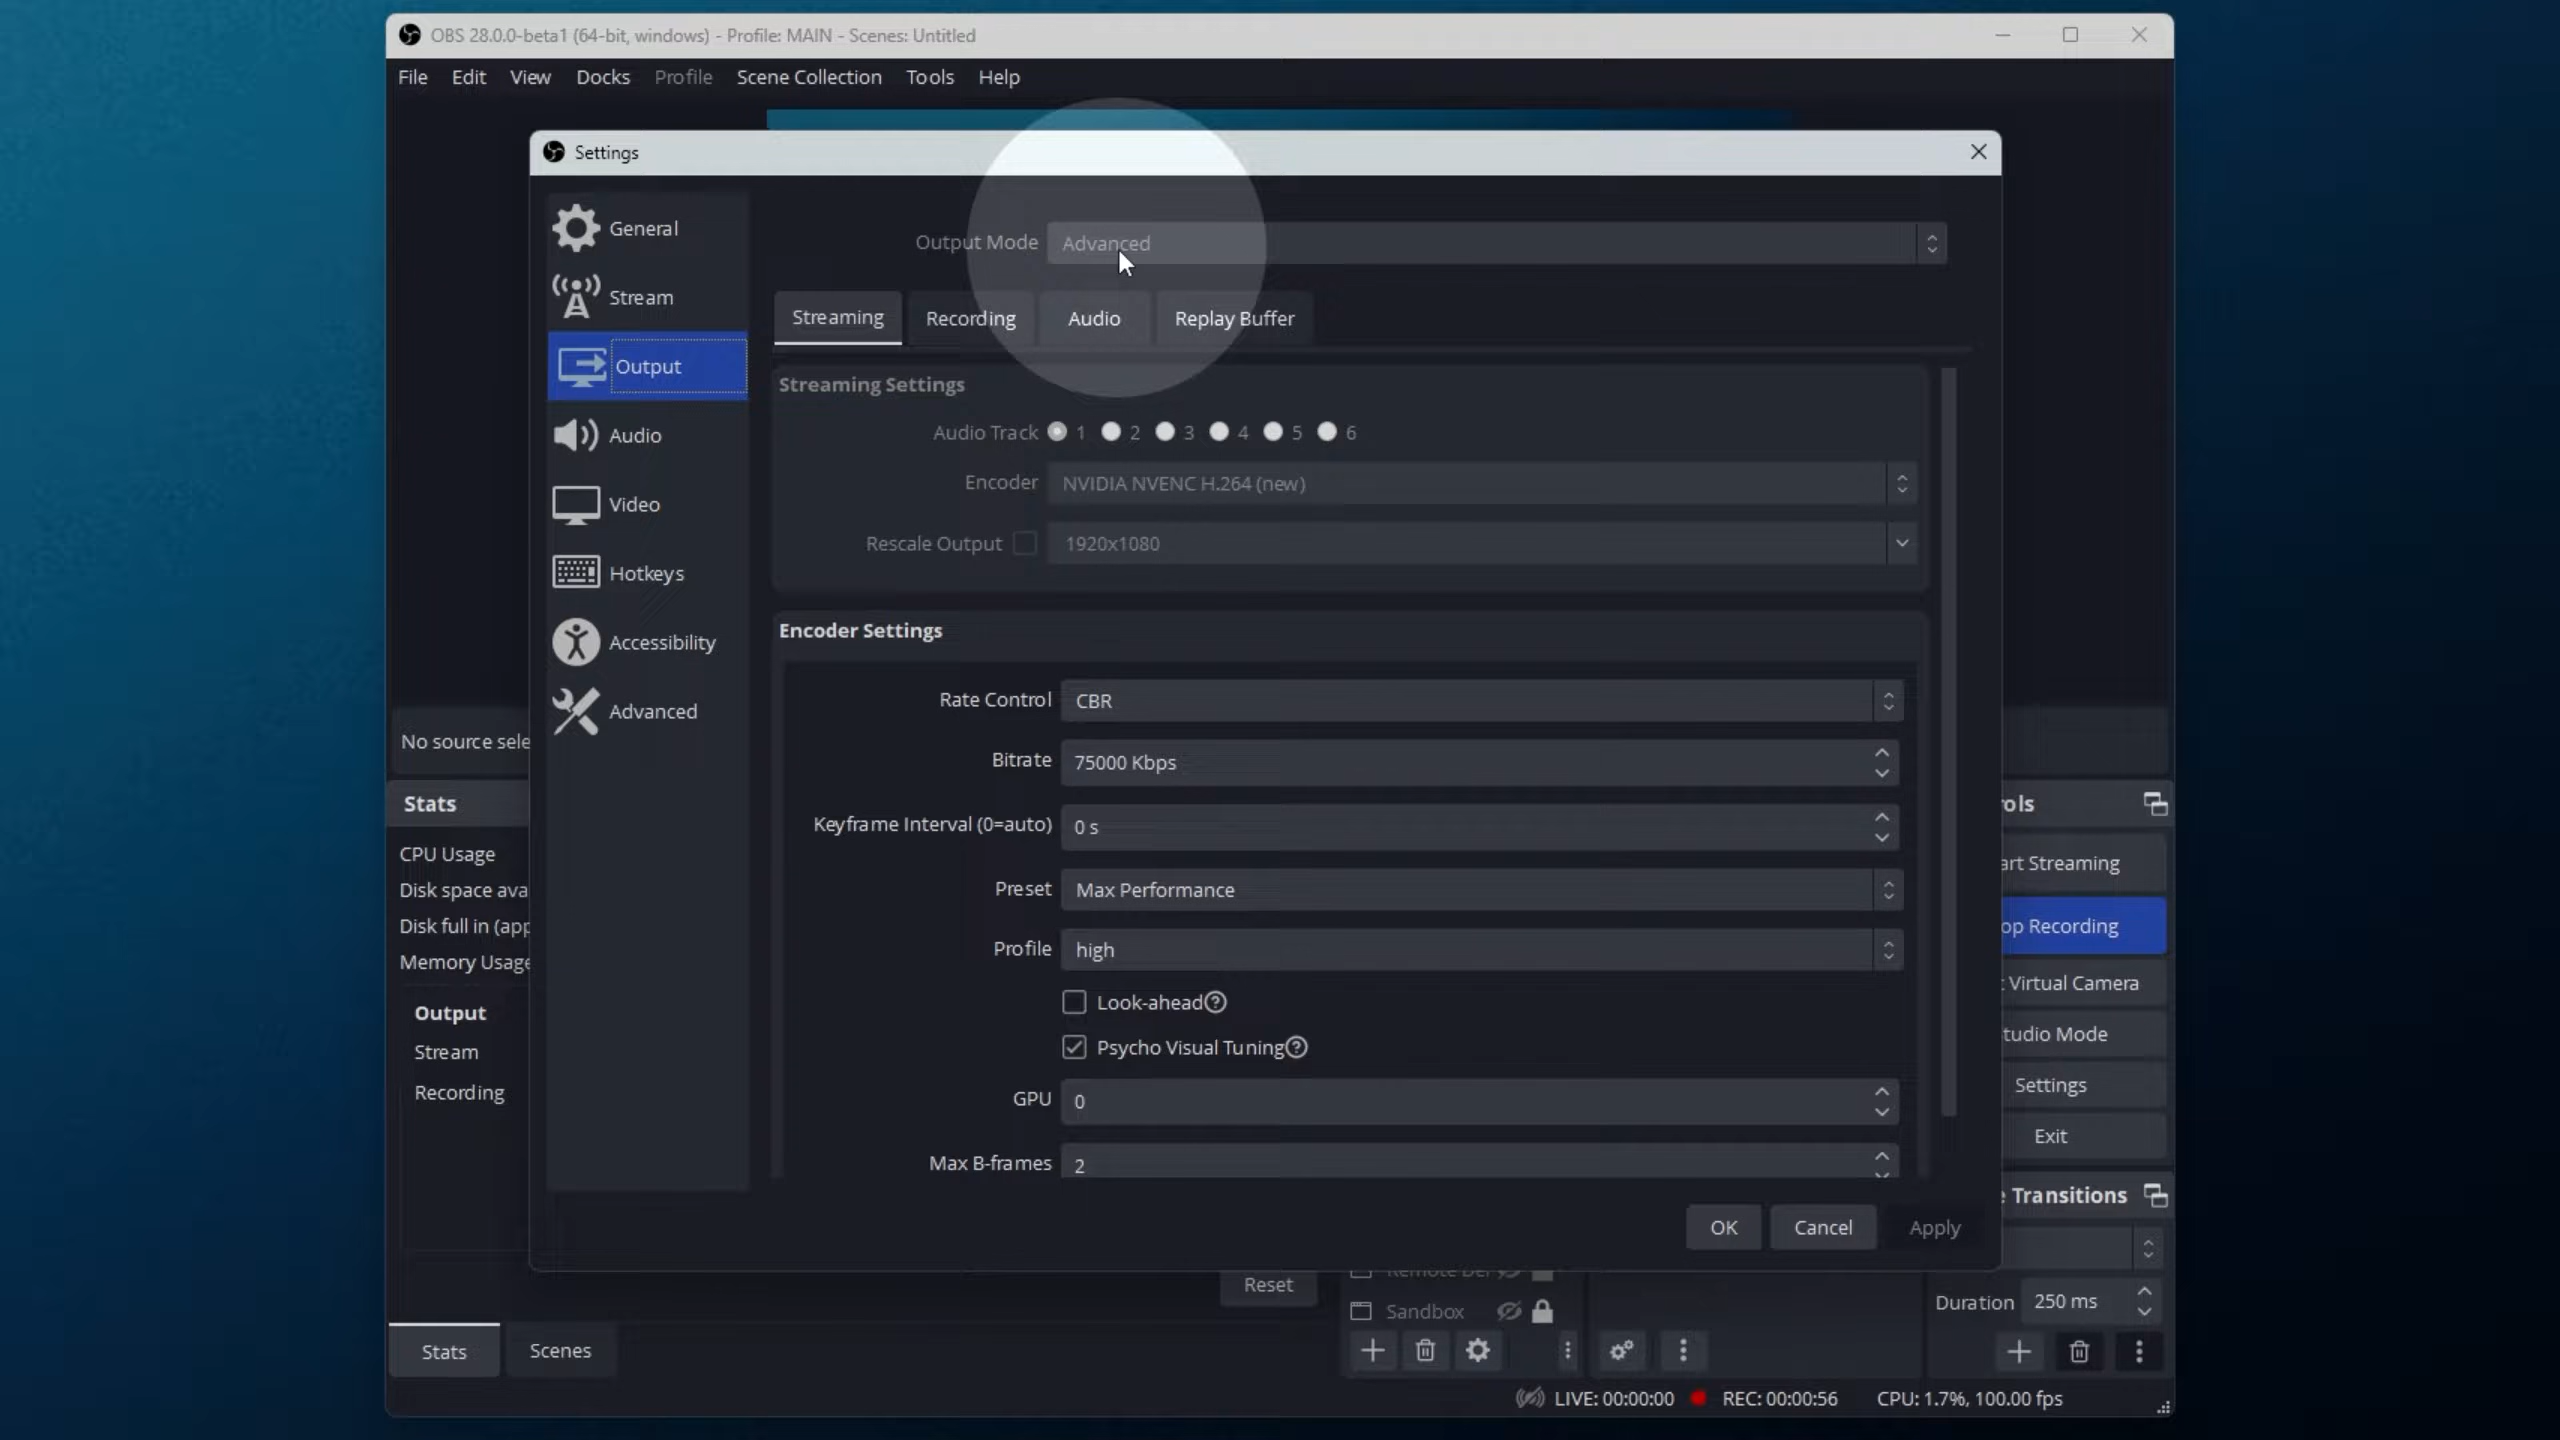 OBS 28.0.0-beta1 (64-bit, windows) - Profile: MAIN - Scenes: Untitled
File Edit View Docks Profile Scene Collection Tools Help
Settings
General
Stream
Output
Audio
Video
Hotkeys
Accessibility
Advanced
Output Mode Advanced
Streaming Recording Audio Replay Buffer
Streaming Settings
Audio Track 1 2 3 4 5 6
Encoder NVIDIA NVENC H.264 (new)
Rescale Output 1920x1080
Encoder Settings
Rate Control CBR
Bitrate 75000 Kbps
Keyframe Interval (0=auto) 0 s
Preset Max Performance
Profile high
Look-ahead
Psycho Visual Tuning
GPU 0
Max B-frames 2
OK Cancel Apply
No source sele
Stats
CPU Usage
Disk space ava
Disk full in (app
Memory Usage
Output
Stream
Recording
Reset
Stats Scenes
Sandbox
ols
art Streaming
op Recording
Virtual Camera
tudio Mode
Settings
Exit
Transitions
Duration 250 ms
LIVE: 00:00:00 REC: 00:00:56 CPU: 1.7%, 100.00 fps